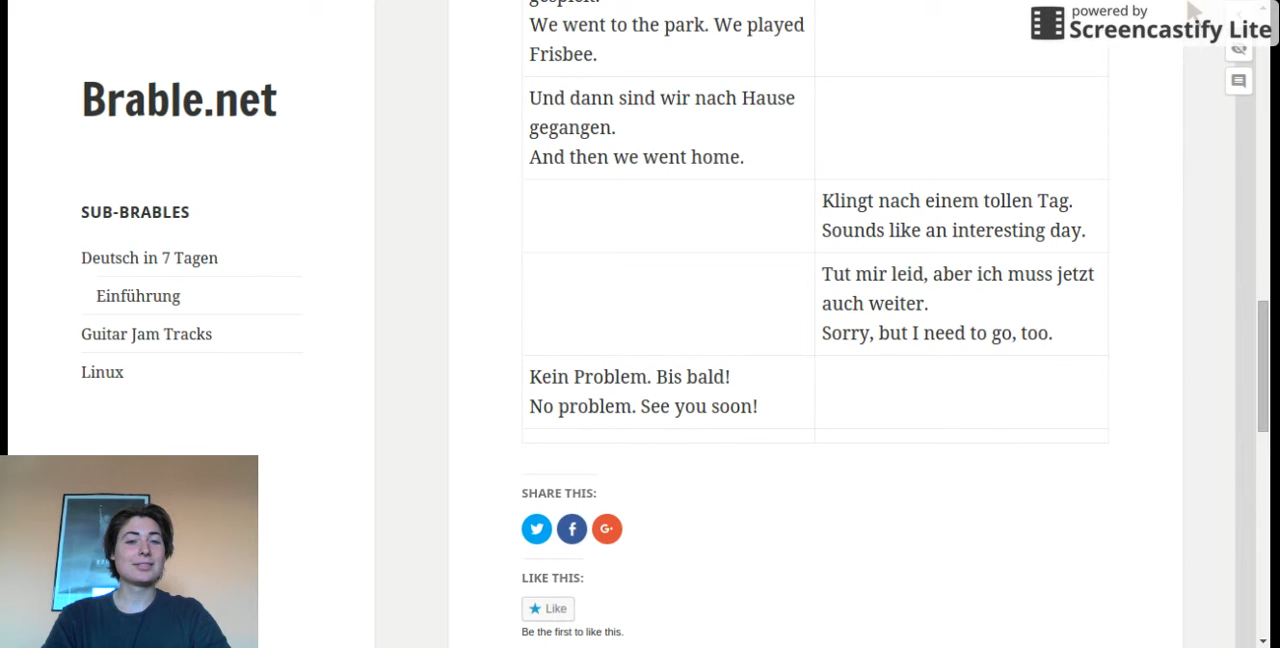 powered by
Screencastify Lite
Brable.net
SUB-BRABLES
Deutsch in 7 Tagen
Einführung
Guitar Jam Tracks
Linux
We went to the park. We played
Frisbee.
Und dann sind wir nach Hause
gegangen.
And then we went home.
Klingt nach einem tollen Tag.
Sounds like an interesting day.
Tut mir leid, aber ich muss jetzt
auch weiter.
Sorry, but I need to go, too.
Kein Problem. Bis bald!
No problem. See you soon!
SHARE THIS:
LIKE THIS:
Like
Be the first to like this.